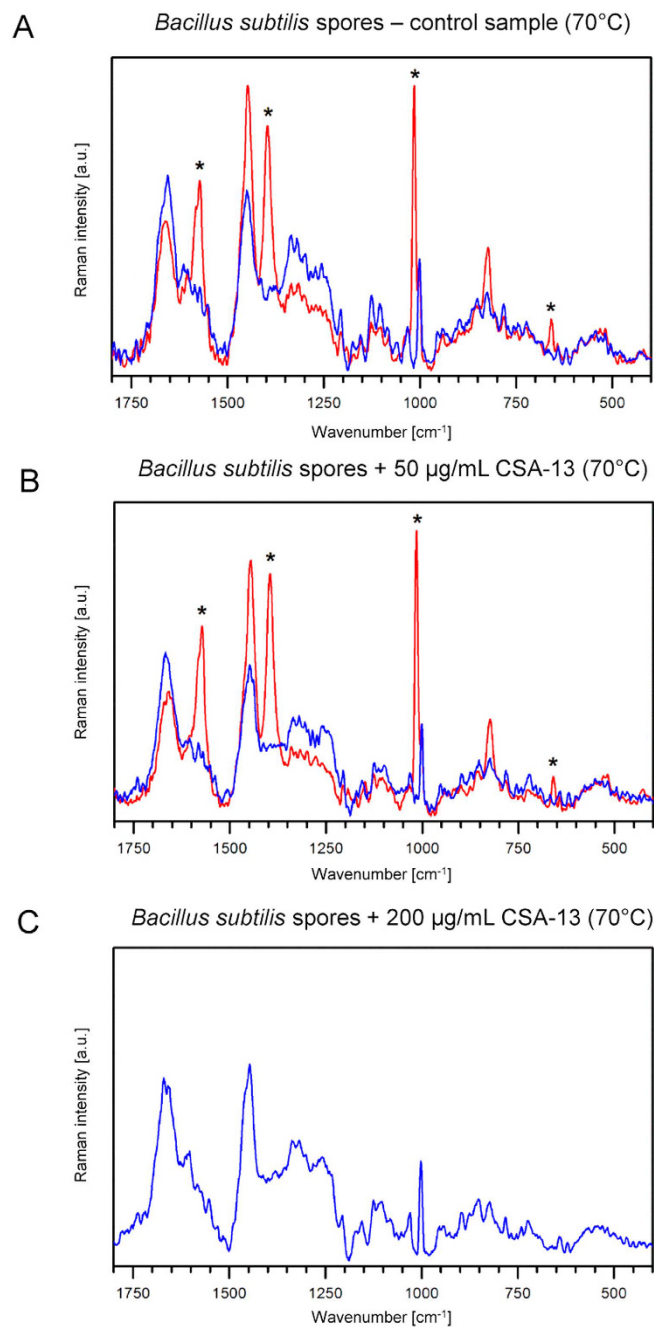 A
Bacillus subtilis spores – control sample (70°C)
* * * *
Raman intensity [a.u.]
1750 1500 1250 1000 750 500
Wavenumber [cm-1]
B
Bacillus subtilis spores + 50 µg/mL CSA-13 (70°C)
* * * *
Raman intensity [a.u.]
1750 1500 1250 1000 750 500
Wavenumber [cm-1]
C
Bacillus subtilis spores + 200 µg/mL CSA-13 (70°C)
Raman intensity [a.u.]
1750 1500 1250 1000 750 500
Wavenumber [cm-1]